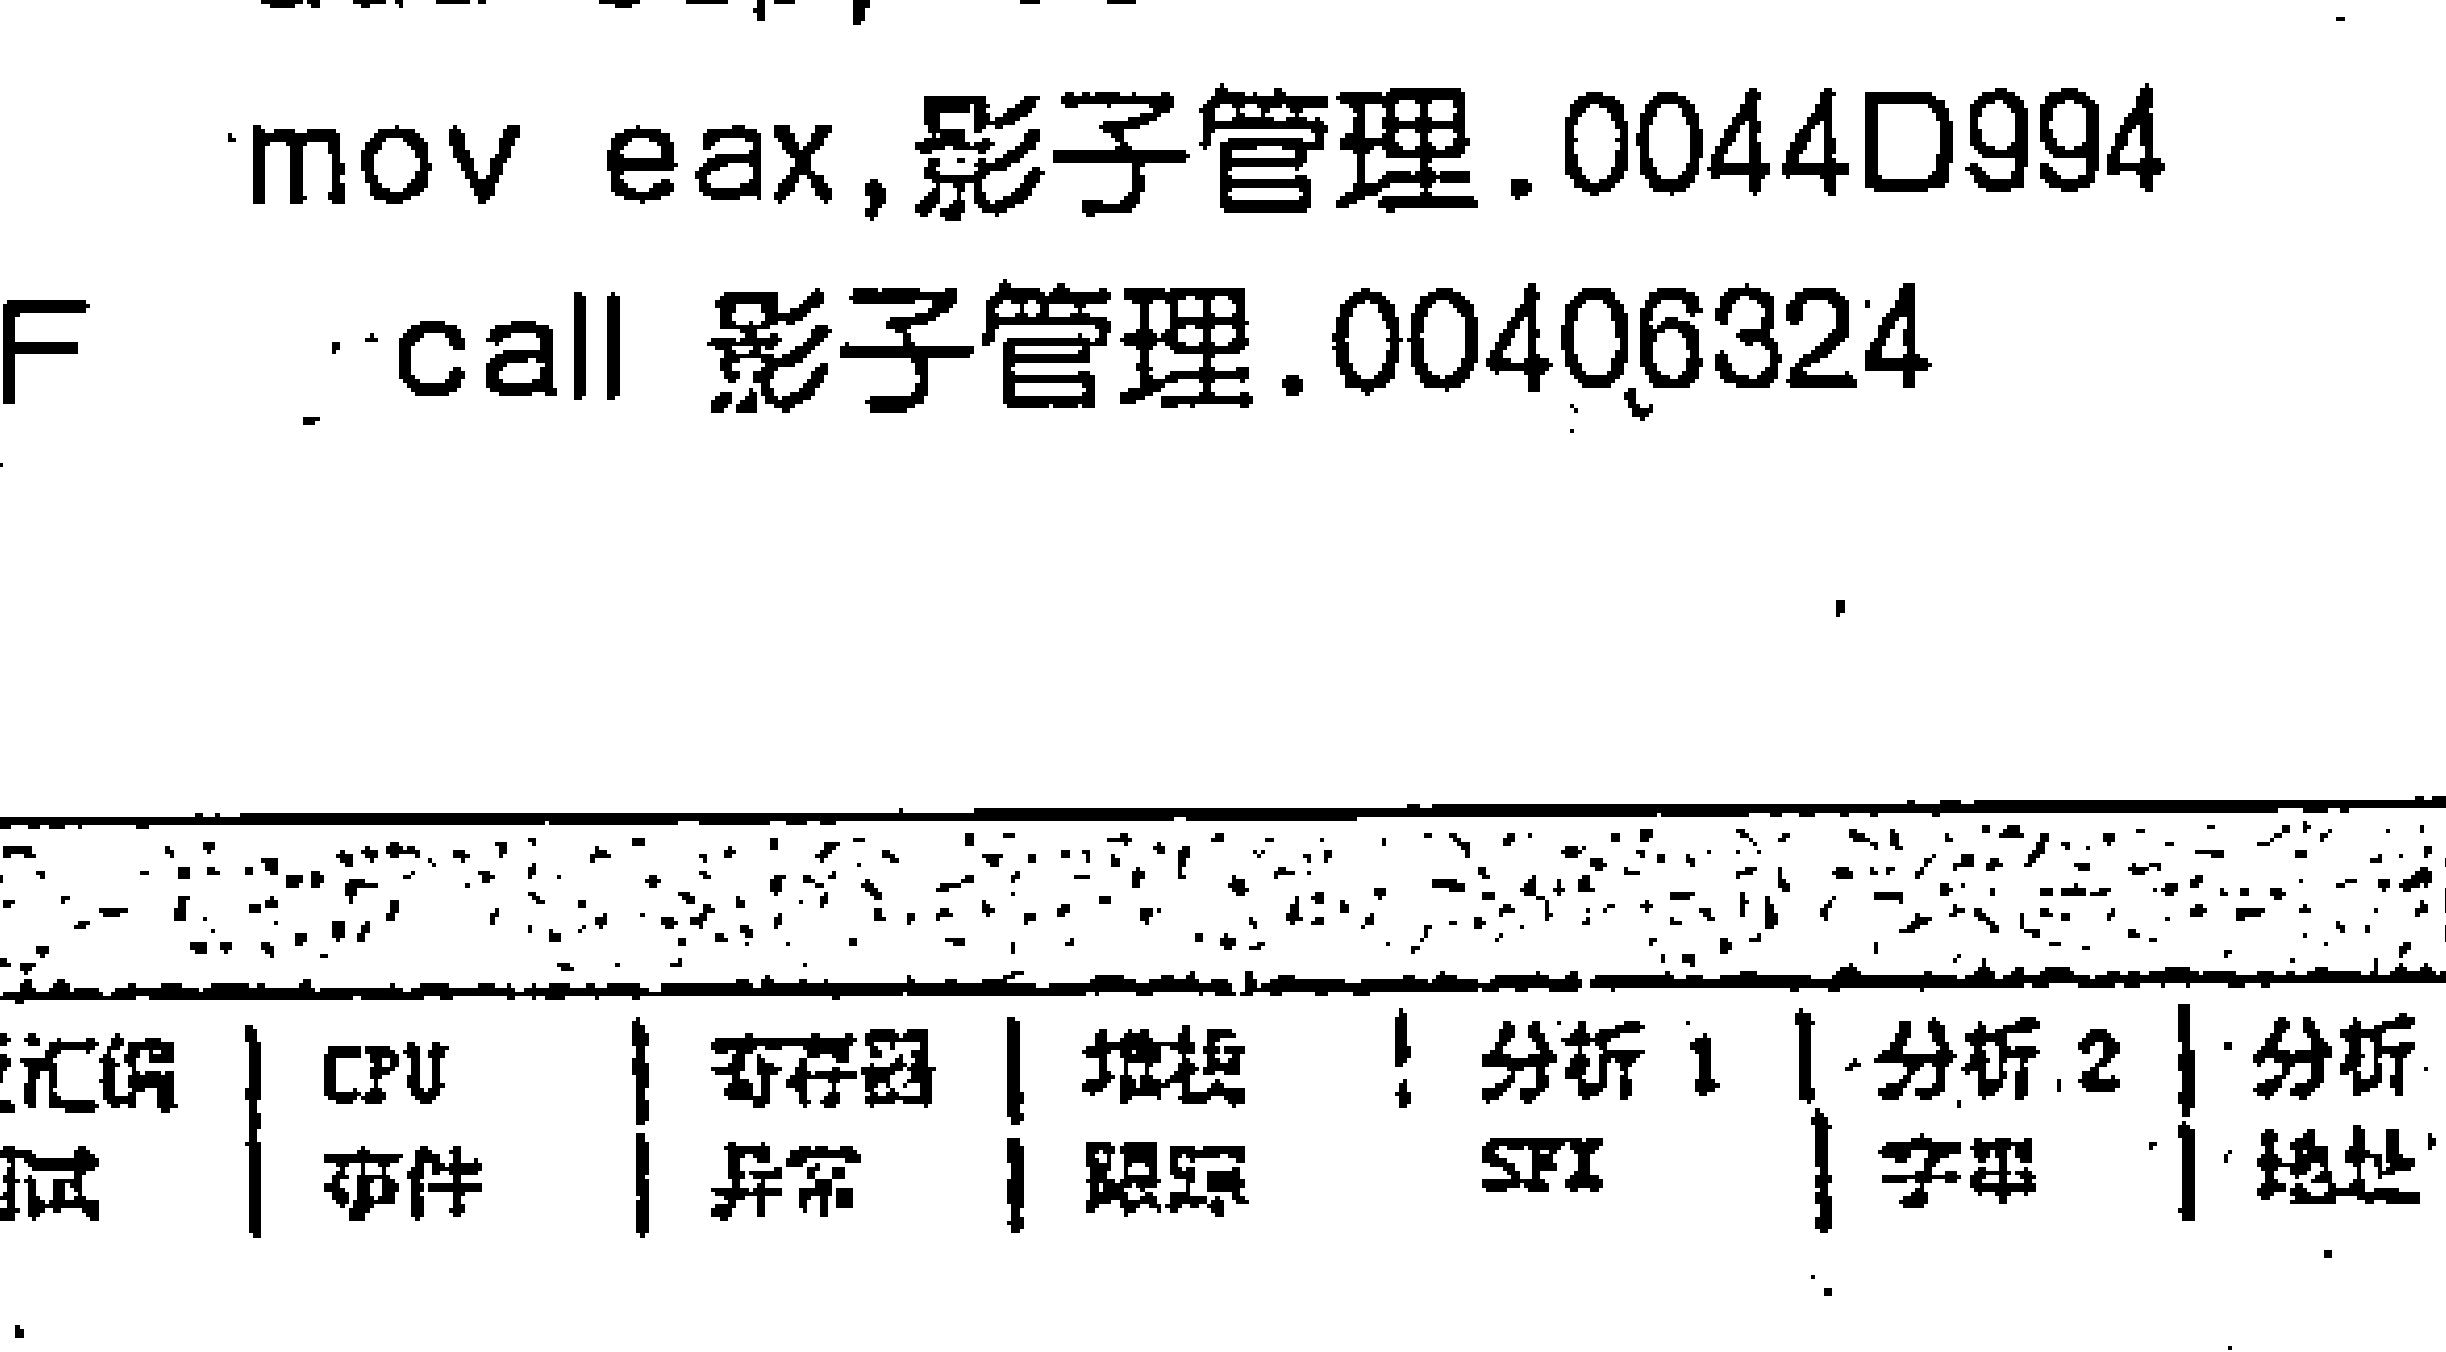 mov eax,影子管理.0044D994
F call 影子管理.00406324
汇编 | CPU | 寄存器 | 堆栈 | 分析 1 | 分析 2 | 分析
试 | 事件 | 异常 | 跟踪 | SFX | 字串 | 地址